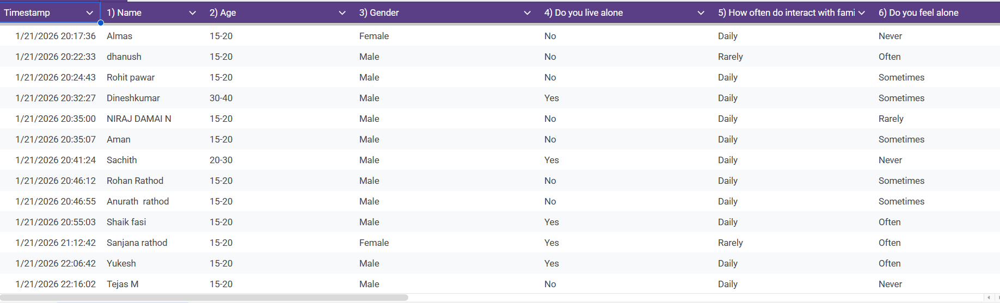 Timestamp 1) Name 2) Age 3) Gender 4) Do you live alone 5) How often do interact with fami 6) Do you feel alone
1/21/2026 20:17:36 Almas 15-20 Female No Daily Never
1/21/2026 20:22:33 dhanush 15-20 Male No Rarely Often
1/21/2026 20:24:43 Rohit pawar 15-20 Male No Daily Sometimes
1/21/2026 20:32:27 Dineshkumar 30-40 Male Yes Daily Sometimes
1/21/2026 20:35:00 NIRAJ DAMAI N 15-20 Male No Daily Rarely
1/21/2026 20:35:07 Aman 15-20 Male No Daily Sometimes
1/21/2026 20:41:24 Sachith 20-30 Male Yes Daily Never
1/21/2026 20:46:12 Rohan Rathod 15-20 Male No Daily Sometimes
1/21/2026 20:46:55 Anurath  rathod 15-20 Male No Daily Sometimes
1/21/2026 20:55:03 Shaik fasi 15-20 Male Yes Daily Often
1/21/2026 21:12:42 Sanjana rathod 15-20 Female Yes Rarely Often
1/21/2026 22:06:42 Yukesh 15-20 Male Yes Daily Often
1/21/2026 22:16:02 Tejas M 15-20 Male No Daily Never